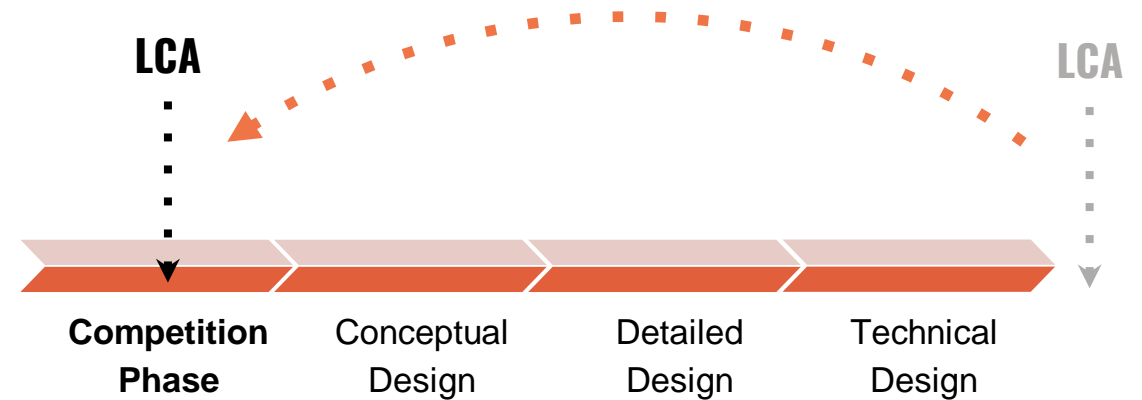 LCA
LCA
Competition
Phase
Conceptual
Design
Detailed
Design
Technical
Design